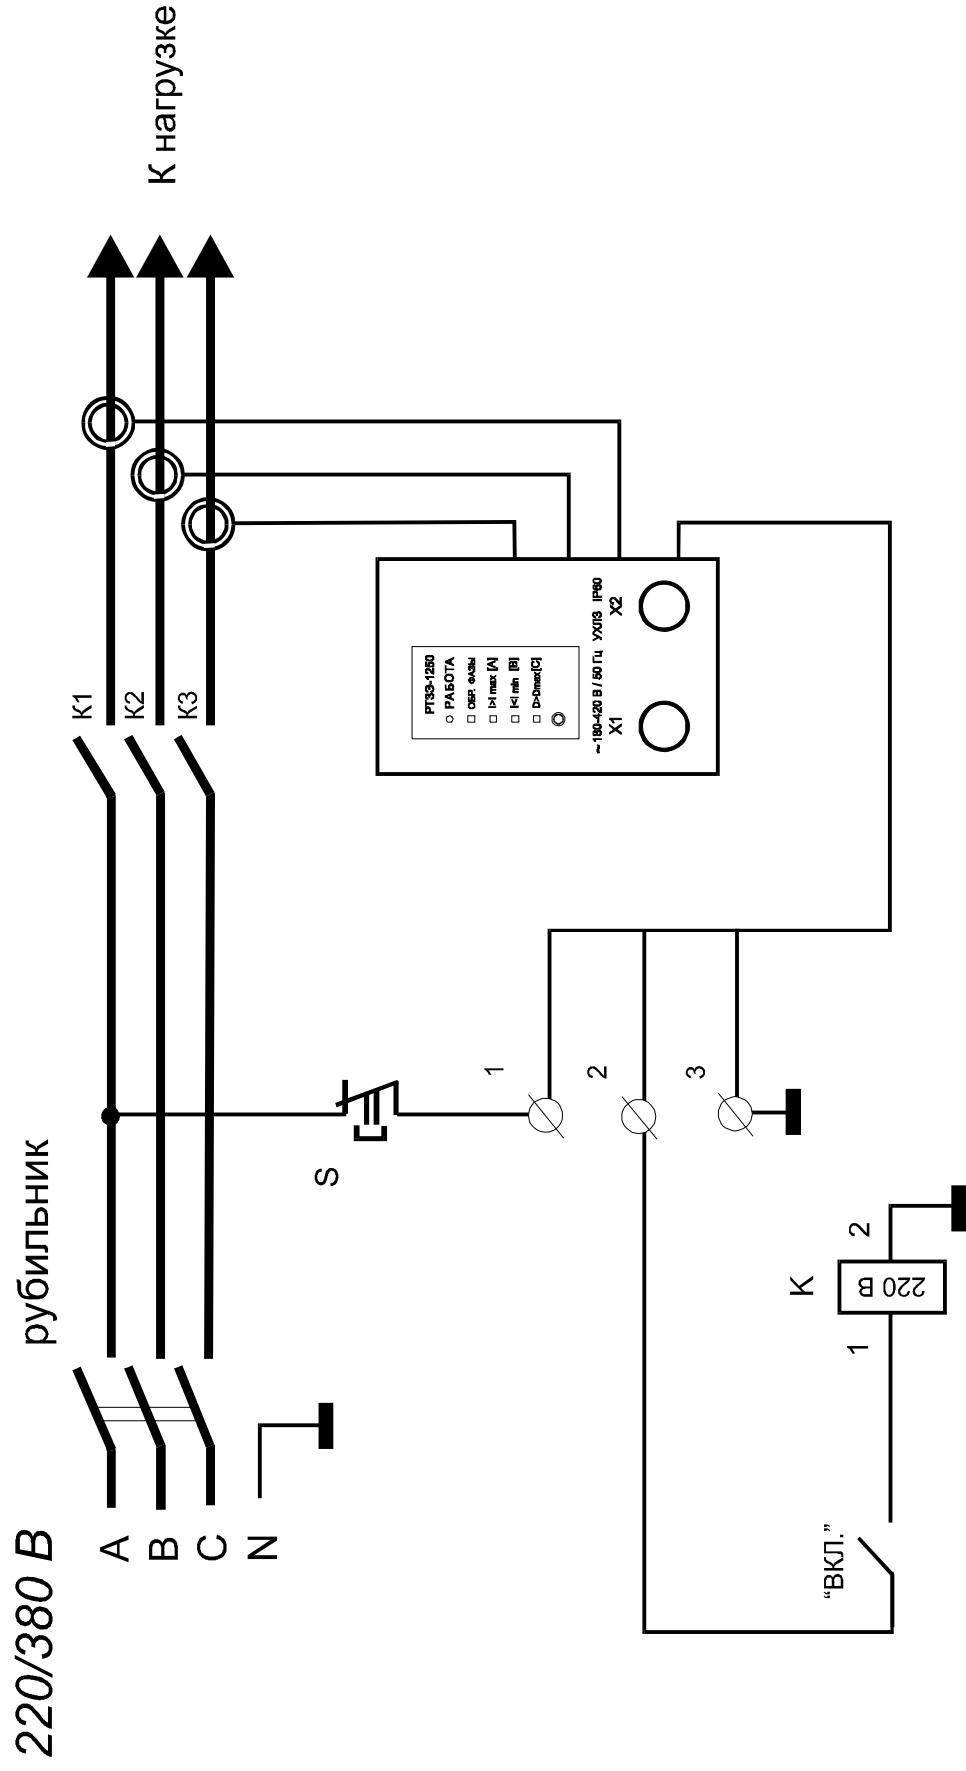 220/380 В
рубильник
К нагрузке
A
B
C
N
К1
К2
К3
S
1
2
3
РТЗЭ-1250
РАБОТА
ОБР. ФАЗЫ
I>I max [A]
I<I min [B]
D>Dmax[C]
~ 180-420 В / 50 Гц УХЛ3 IP60
X1 X2
К
1
220 В
2
“ВКЛ.”